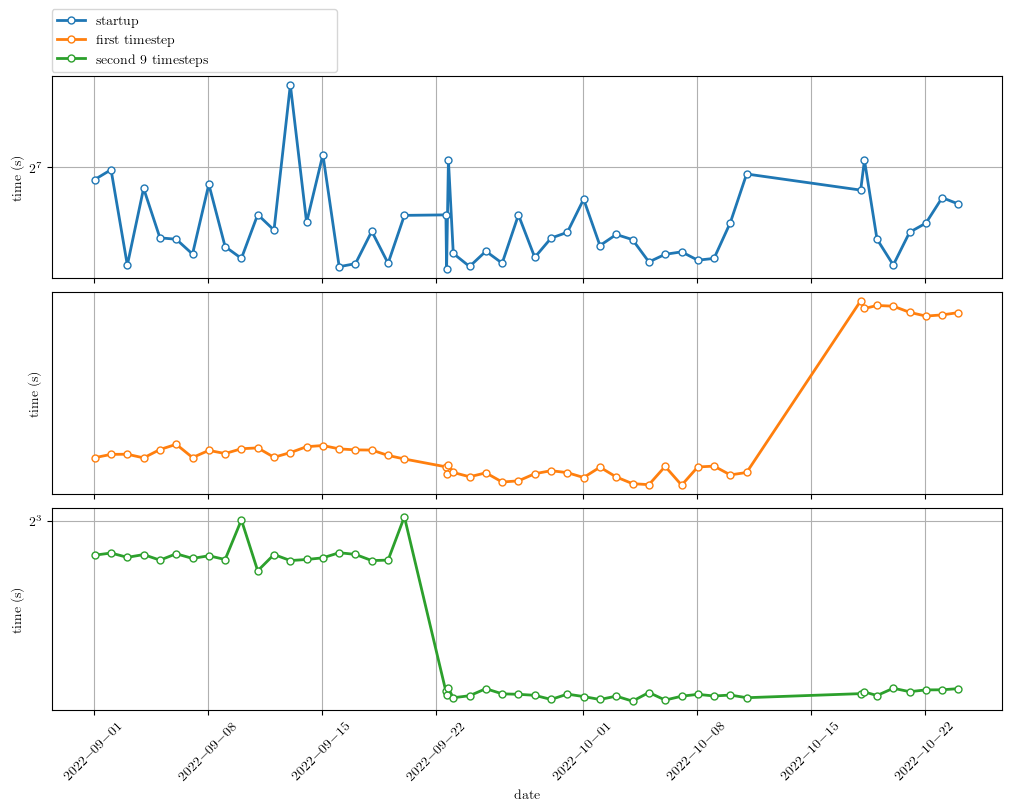 startup
first timestep
second 9 timesteps
time (s)
2^7
time (s)
time (s)
2^3
2022−09−01
2022−09−08
2022−09−15
2022−09−22
2022−10−01
2022−10−08
2022−10−15
2022−10−22
date